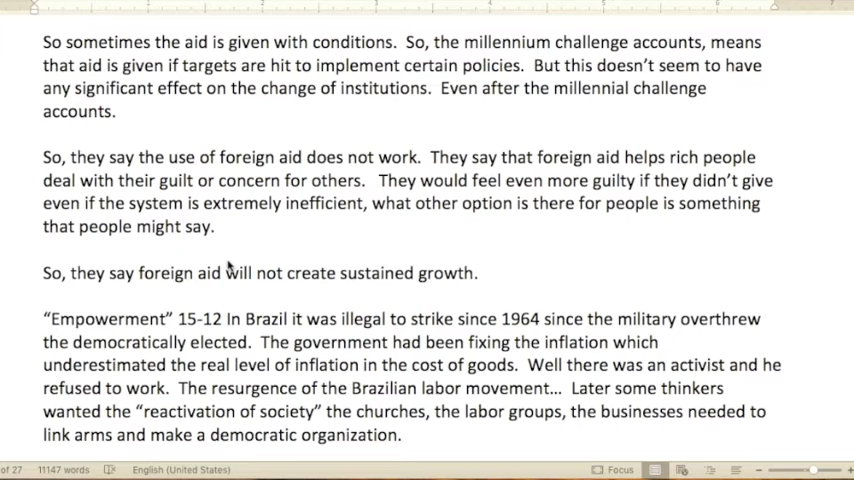 So sometimes the aid is given with conditions.  So, the millennium challenge accounts, means
that aid is given if targets are hit to implement certain policies.  But this doesn't seem to have
any significant effect on the change of institutions.  Even after the millennial challenge
accounts.
So, they say the use of foreign aid does not work.  They say that foreign aid helps rich people
deal with their guilt or concern for others.   They would feel even more guilty if they didn't give
even if the system is extremely inefficient, what other option is there for people is something
that people might say.
So, they say foreign aid will not create sustained growth.
“Empowerment” 15-12 In Brazil it was illegal to strike since 1964 since the military overthrew
the democratically elected.  The government had been fixing the inflation which
underestimated the real level of inflation in the cost of goods.  Well there was an activist and he
refused to work.  The resurgence of the Brazilian labor movement…  Later some thinkers
wanted the “reactivation of society” the churches, the labor groups, the businesses needed to
link arms and make a democratic organization.
of 27 11147 words English (United States) Focus